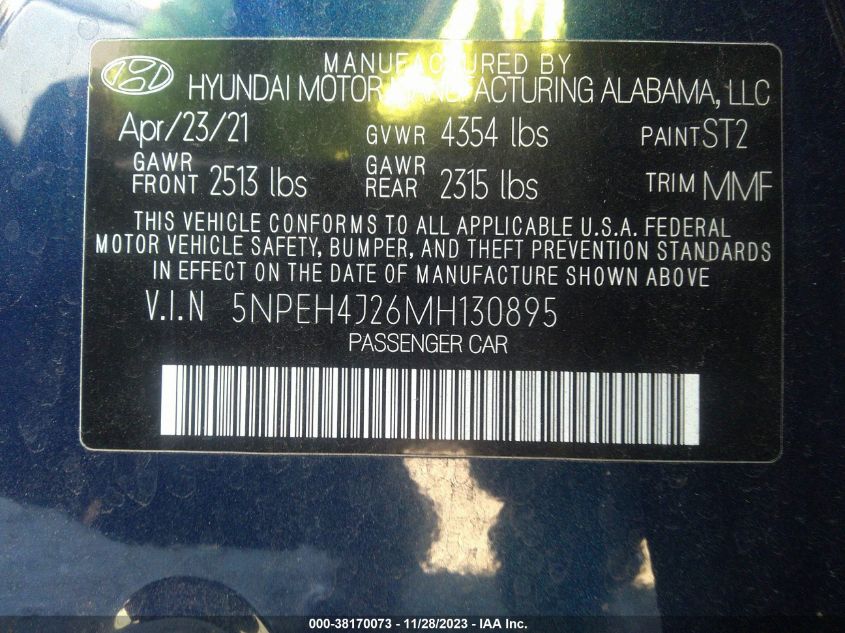 MANUFACTURED BY
HYUNDAI MOTOR MANUFACTURING ALABAMA, LLC
Apr/23/21 GVWR 4354 lbs PAINT ST2
GAWR FRONT 2513 lbs GAWR REAR 2315 lbs TRIM MMF
THIS VEHICLE CONFORMS TO ALL APPLICABLE U.S.A. FEDERAL
MOTOR VEHICLE SAFETY, BUMPER, AND THEFT PREVENTION STANDARDS
IN EFFECT ON THE DATE OF MANUFACTURE SHOWN ABOVE
V.I.N 5NPEH4J26MH130895
PASSENGER CAR
000-38170073 - 11/28/2023 - IAA Inc.